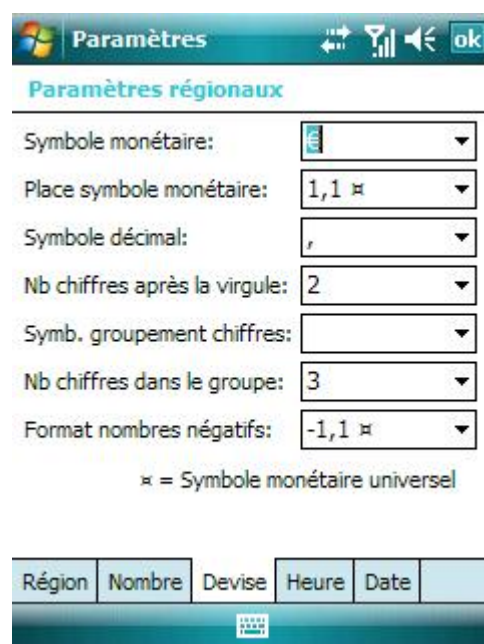 Paramètres ok
Paramètres régionaux
Symbole monétaire: €
Place symbole monétaire: 1,1 ¤
Symbole décimal: ,
Nb chiffres après la virgule: 2
Symb. groupement chiffres:
Nb chiffres dans le groupe: 3
Format nombres négatifs: -1,1 ¤
¤ = Symbole monétaire universel
Région Nombre Devise Heure Date